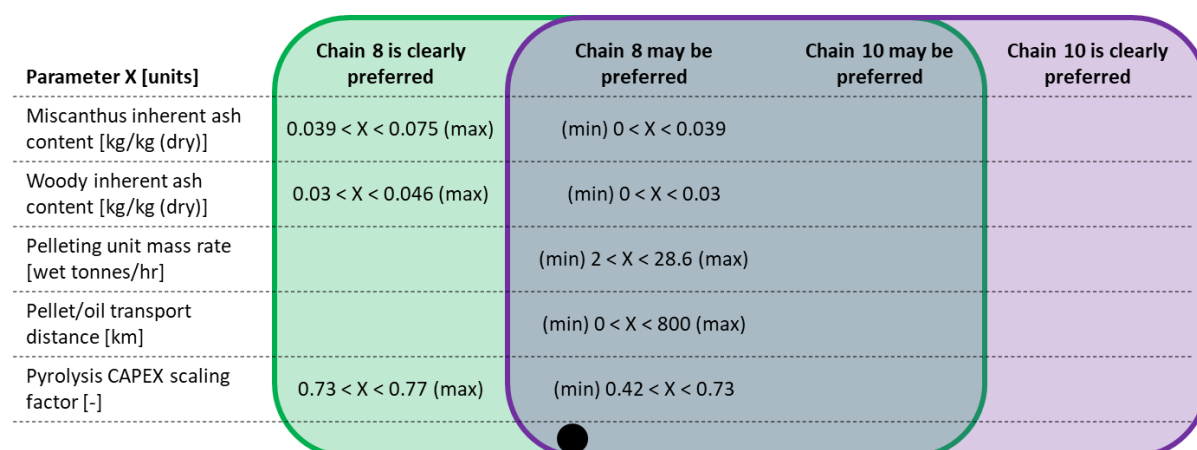 Chain 8 is clearly Chain 8 may be Chain 10 may be Chain 10 is clearly
Parameter X [units] preferred preferred preferred preferred
Miscanthus inherent ash
content [kg/kg (dry)] 0.039 < X < 0.075 (max) (min) 0 < X < 0.039
Woody inherent ash
content [kg/kg (dry)] 0.03 < X < 0.046 (max) (min) 0 < X < 0.03
Pelleting unit mass rate
[wet tonnes/hr] (min) 2 < X < 28.6 (max)
Pellet/oil transport
distance [km] (min) 0 < X < 800 (max)
Pyrolysis CAPEX scaling
factor [-] 0.73 < X < 0.77 (max) (min) 0.42 < X < 0.73